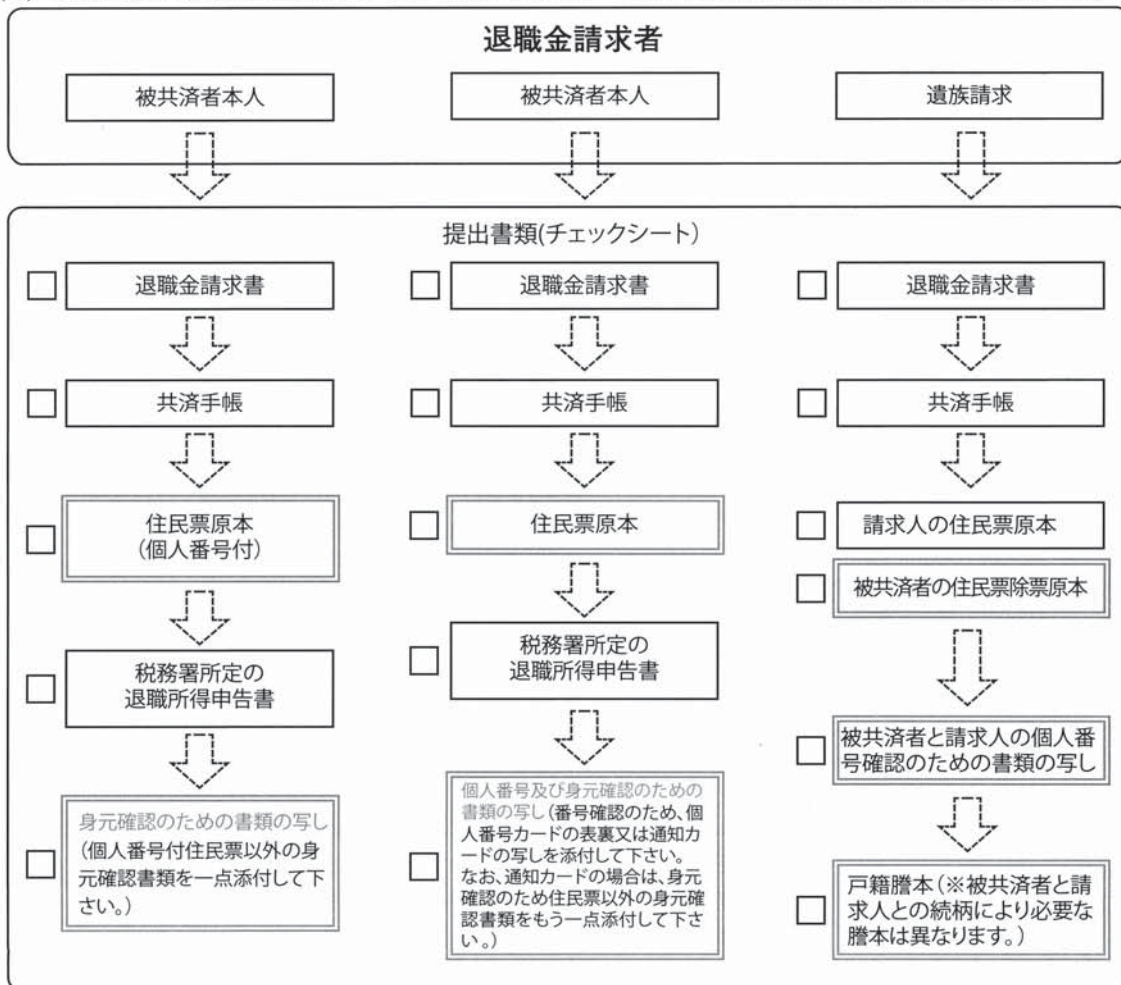 退職金請求者
被共済者本人
被共済者本人
遺族請求
提出書類(チェックシート)
退職金請求書
共済手帳
住民票原本
(個人番号付)
税務署所定の
退職所得申告書
身元確認のための書類の写し
(個人番号付住民票以外の身
元確認書類を一点添付して下
さい。)
退職金請求書
共済手帳
住民票原本
税務署所定の
退職所得申告書
個人番号及び身元確認のための
書類の写し(番号確認のため、個
人番号カードの表裏又は通知カ
ードの写しを添付して下さい。
なお、通知カードの場合は、身元
確認のため住民票以外の身元確
認書類をもう一点添付して下さ
い。)
退職金請求書
共済手帳
請求人の住民票原本
被共済者の住民票除票原本
被共済者と請求人の個人番
号確認のための書類の写し
戸籍謄本(※被共済者と請
求人との続柄により必要な
謄本は異なります。)